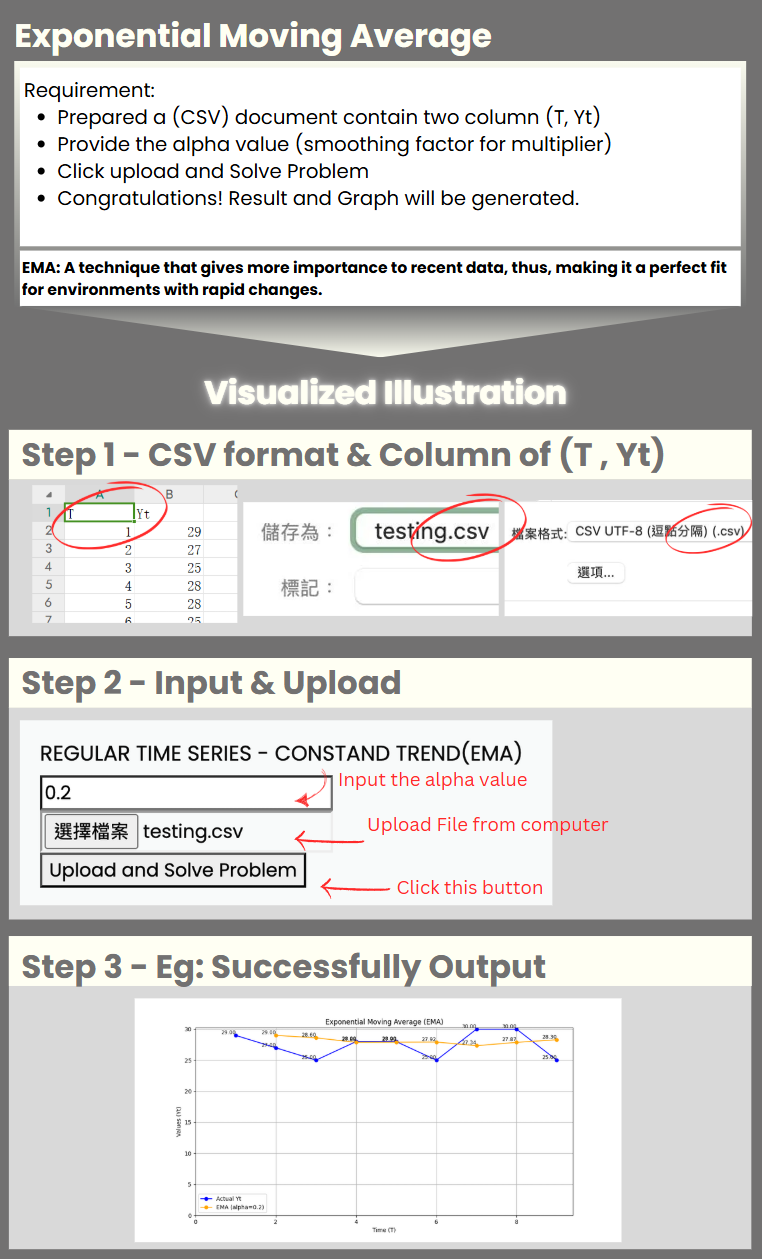 Exponential Moving Average
Requirement:
• Prepared a (CSV) document contain two column (T, Yt)
• Provide the alpha value (smoothing factor for multiplier)
• Click upload and Solve Problem
• Congratulations! Result and Graph will be generated.
EMA: A technique that gives more importance to recent data, thus, making it a perfect fit
for environments with rapid changes.
Visualized Illustration
Step 1 - CSV format & Column of (T , Yt)
A B
1 T Yt
2 1 29
3 2 27
4 3 25
5 4 28
6 5 28
7 6 25
儲存為：
testing.csv
標記：
檔案格式: CSV UTF-8 (逗點分隔) (.csv)
選項...
Step 2 - Input & Upload
REGULAR TIME SERIES - CONSTAND TREND(EMA)
0.2
Input the alpha value
選擇檔案 testing.csv
Upload File from computer
Upload and Solve Problem
Click this button
Step 3 - Eg: Successfully Output
Exponential Moving Average (EMA)
30
25
20
15
10
5
0
Values (Yt)
29.00 29.00 28.60 27.92 30.00 30.00 28.30
27.00 25.00 25.00 27.34 27.87 25.00
Actual Yt
EMA (alpha=0.2)
0 2 4 6 8
Time (T)